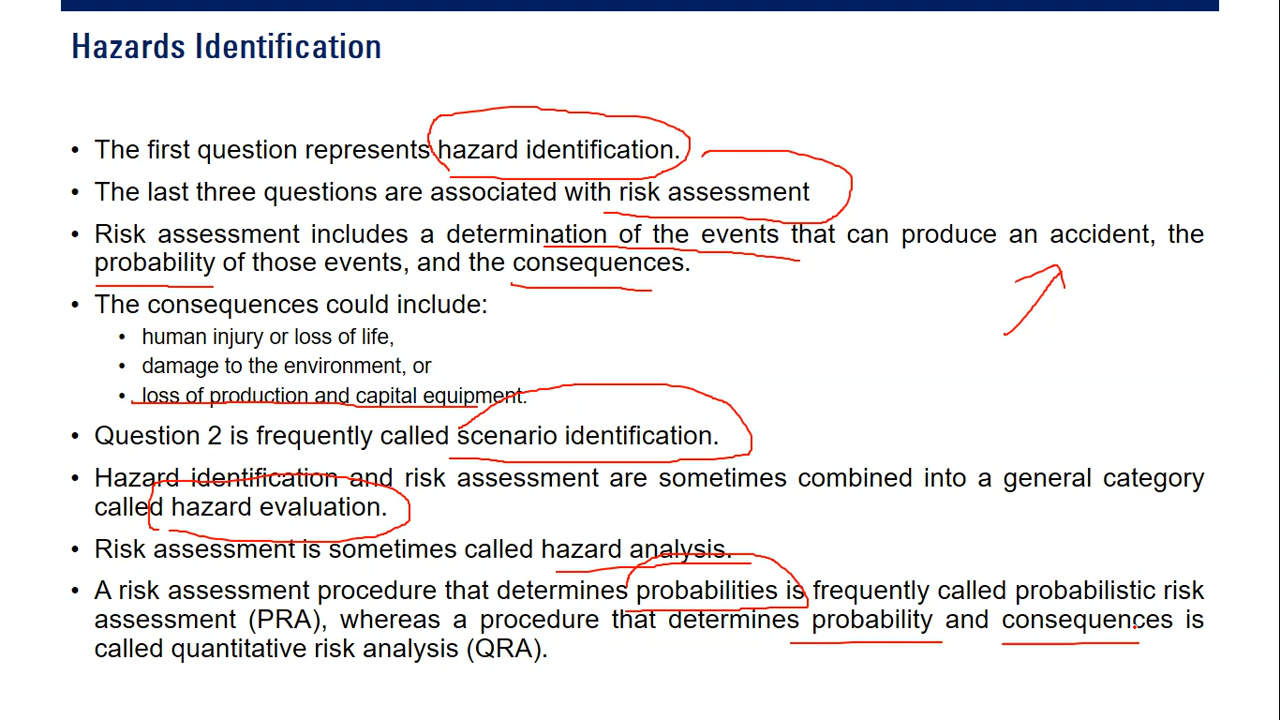 Hazards Identification
• The first question represents hazard identification.
• The last three questions are associated with risk assessment
• Risk assessment includes a determination of the events that can produce an accident, the
probability of those events, and the consequences.
• The consequences could include:
• human injury or loss of life,
• damage to the environment, or
• loss of production and capital equipment.
• Question 2 is frequently called scenario identification.
• Hazard identification and risk assessment are sometimes combined into a general category
called hazard evaluation.
• Risk assessment is sometimes called hazard analysis.
• A risk assessment procedure that determines probabilities is frequently called probabilistic risk
assessment (PRA), whereas a procedure that determines probability and consequences is
called quantitative risk analysis (QRA).